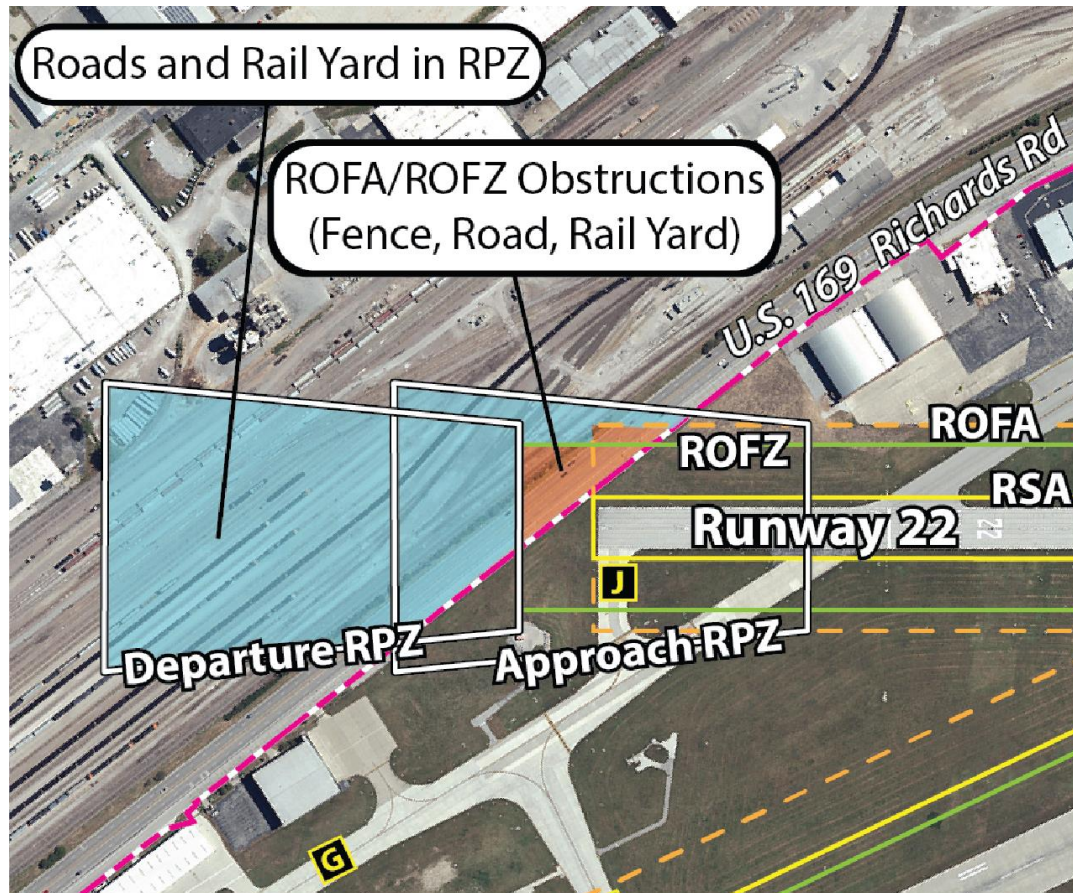 Roads and Rail Yard in RPZ
ROFA/ROFZ Obstructions
(Fence, Road, Rail Yard)
U.S. 169 Richards Rd
ROFA
ROFZ
RSA
Runway 22
22
J
Departure RPZ
Approach RPZ
G